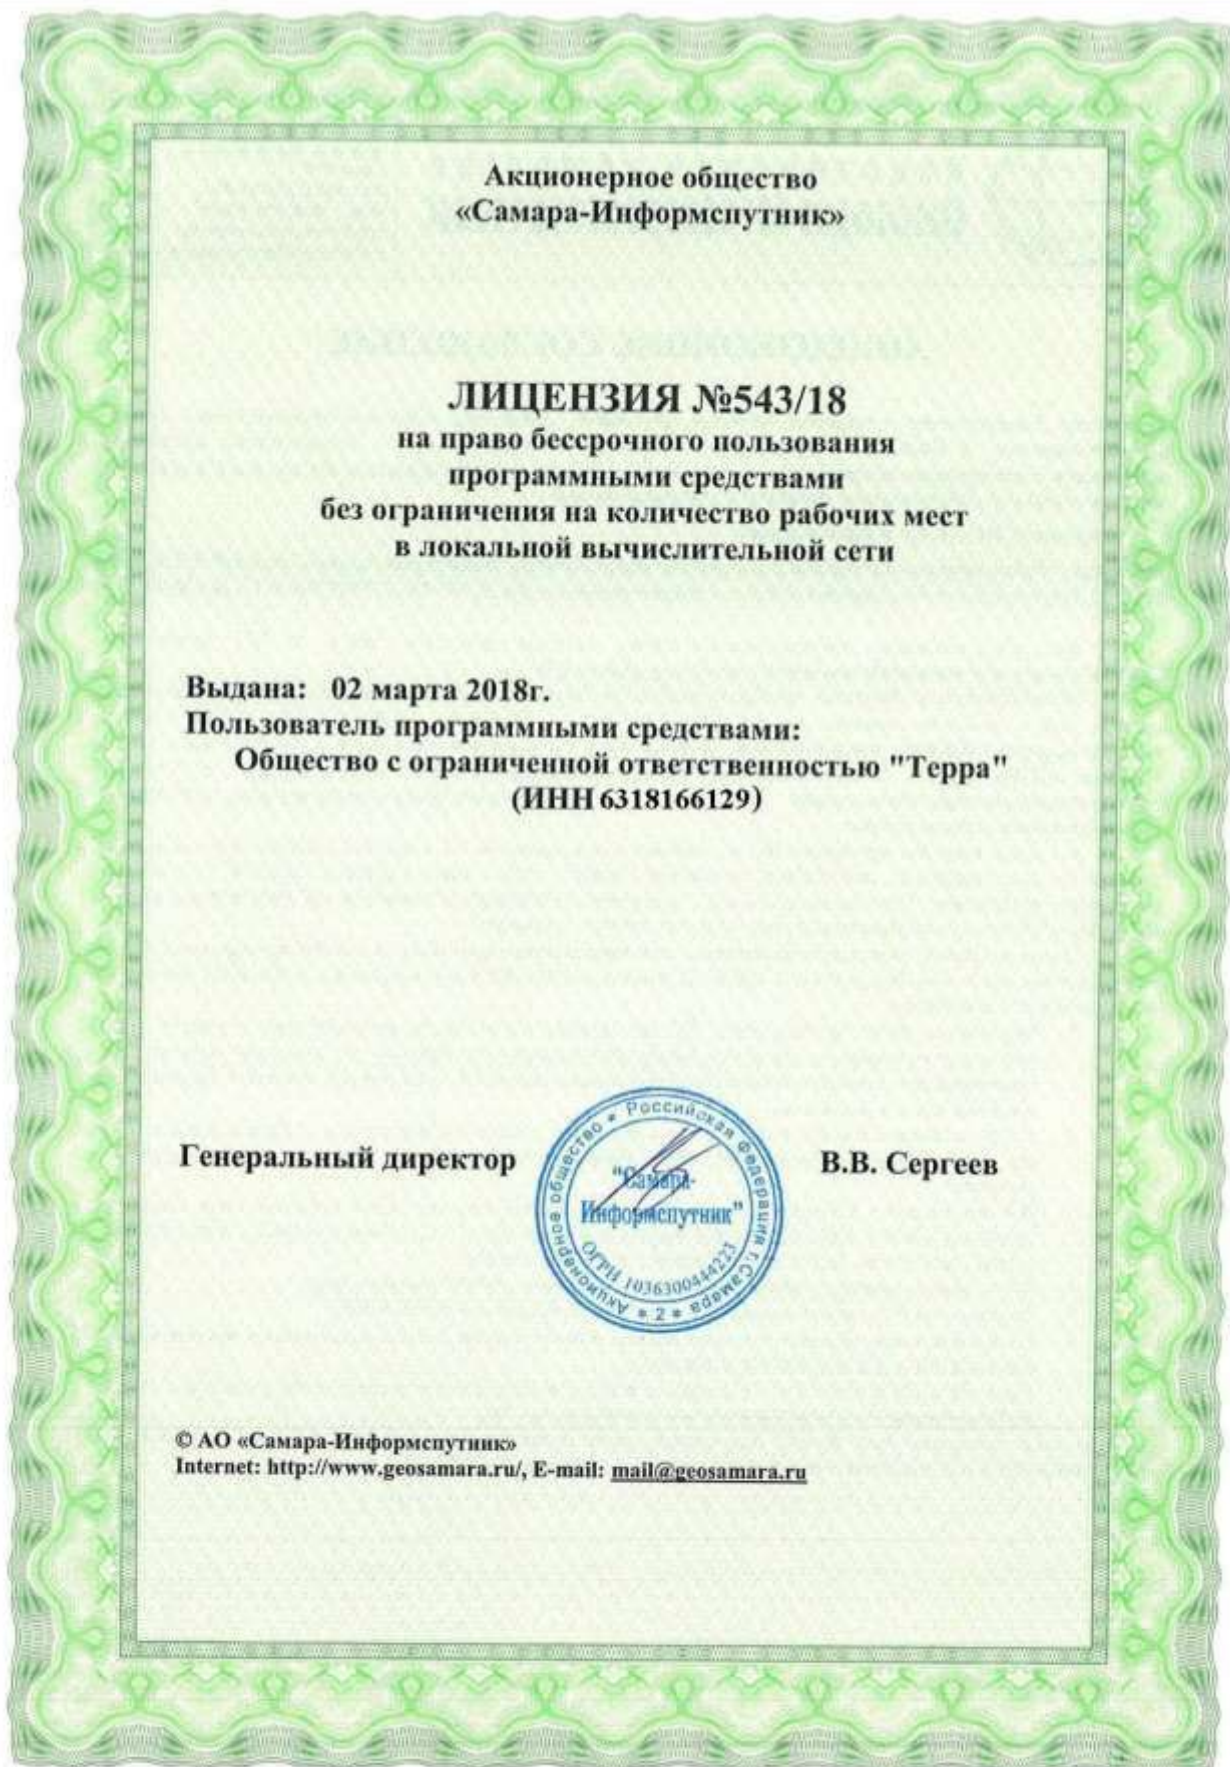 Акционерное общество
«Самара-Информспутник»
ЛИЦЕНЗИЯ №543/18
на право бессрочного пользования
программными средствами
без ограничения на количество рабочих мест
в локальной вычислительной сети
Выдана: 02 марта 2018г.
Пользователь программными средствами:
Общество с ограниченной ответственностью "Терра"
(ИНН 6318166129)
Генеральный директор
Акционерное общество * Российская Федерация г.Самара * 2 *
"Самара-
Информспутник"
ОГРН 1036300444223
В.В. Сергеев
© АО «Самара-Информспутник»
Internet: http://www.geosamara.ru/, E-mail: mail@geosamara.ru